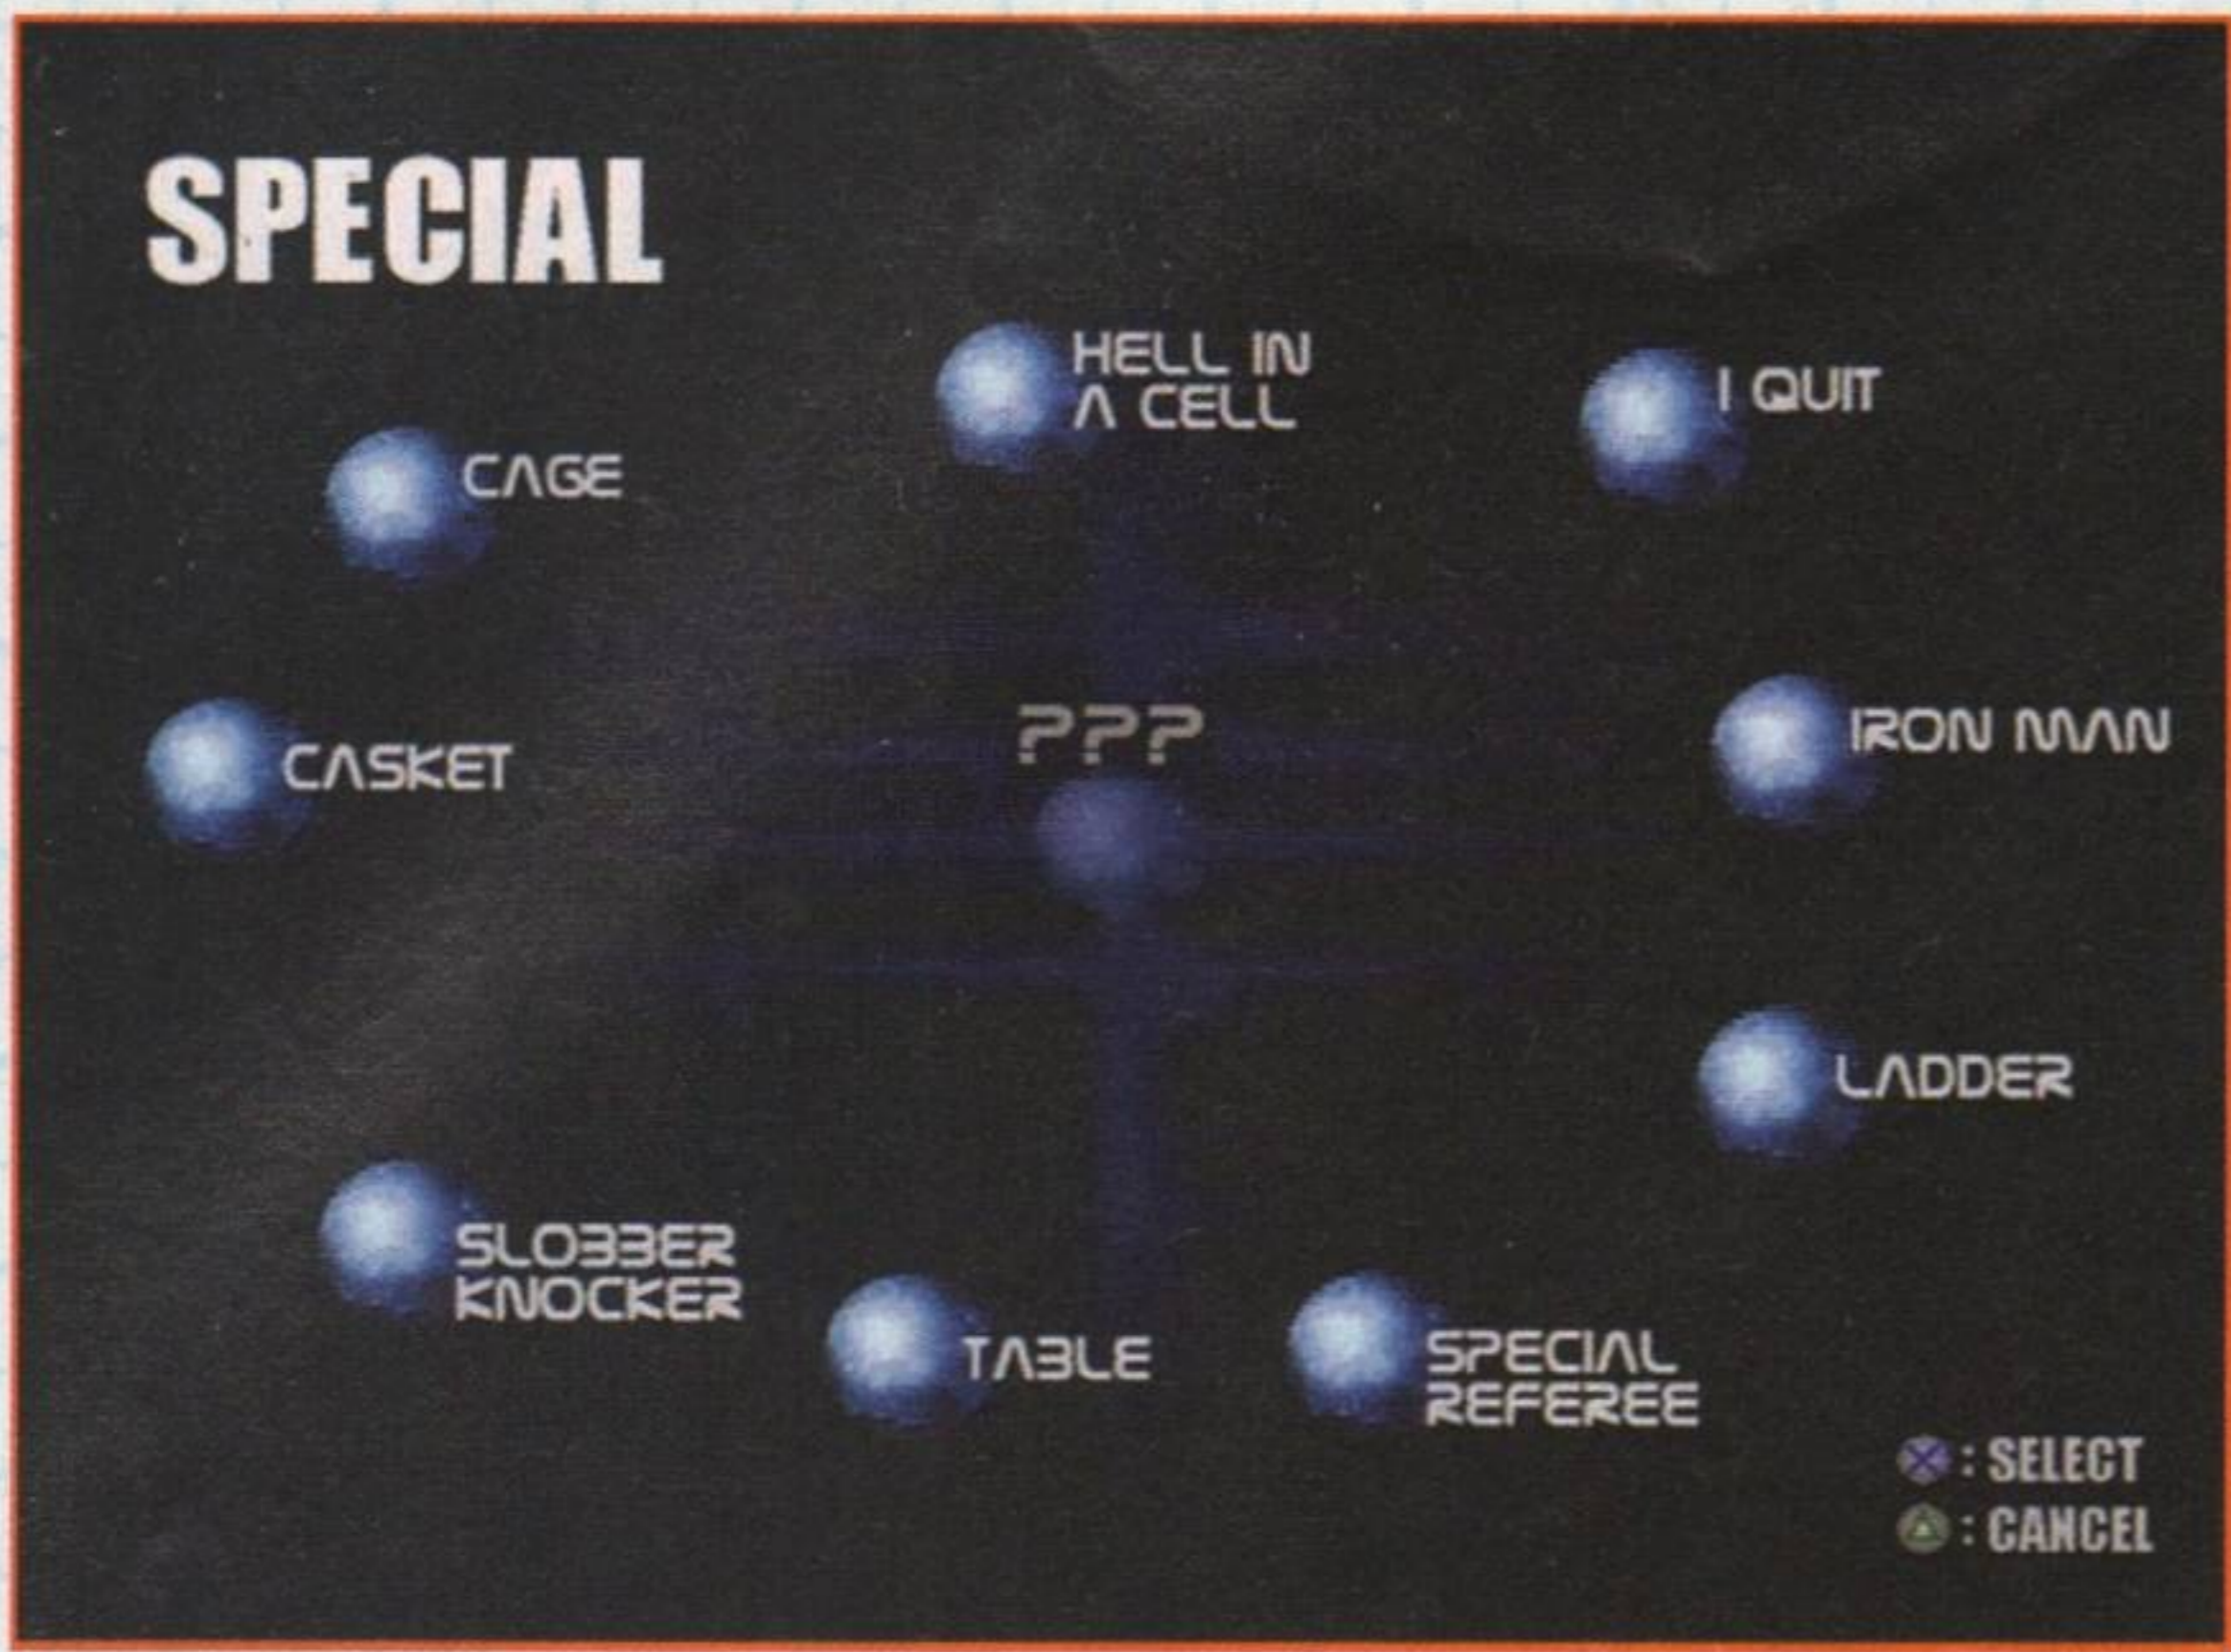 SPECIAL
HELL IN
A CELL
I QUIT
CAGE
???
IRON MAN
CASKET
LADDER
SLOBBER
KNOCKER
TABLE
SPECIAL
REFEREE
: SELECT
: CANCEL